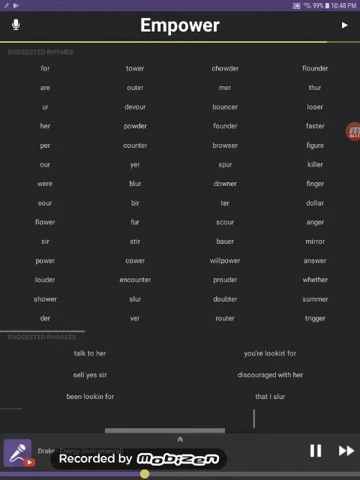 99% 10:48 PM
Empower
SUGGESTED RHYMES
for tower chowder flounder
are outer mer thur
ur devour bouncer loser
her powder founder faster
per counter browser figure
our yer spur killer
were blur downer finger
sour bir ter dollar
flower fur scour anger
sir stir bauer mirror
power cower willpower answer
louder encounter prouder whether
shower slur doubter summer
der ver router trigger
SUGGESTED PHRASES
talk to her you're lookin' for
sell yes sir discouraged with her
been lookin for that I slur
Drake - Energy (Instrumental)
Recorded by Mobizen